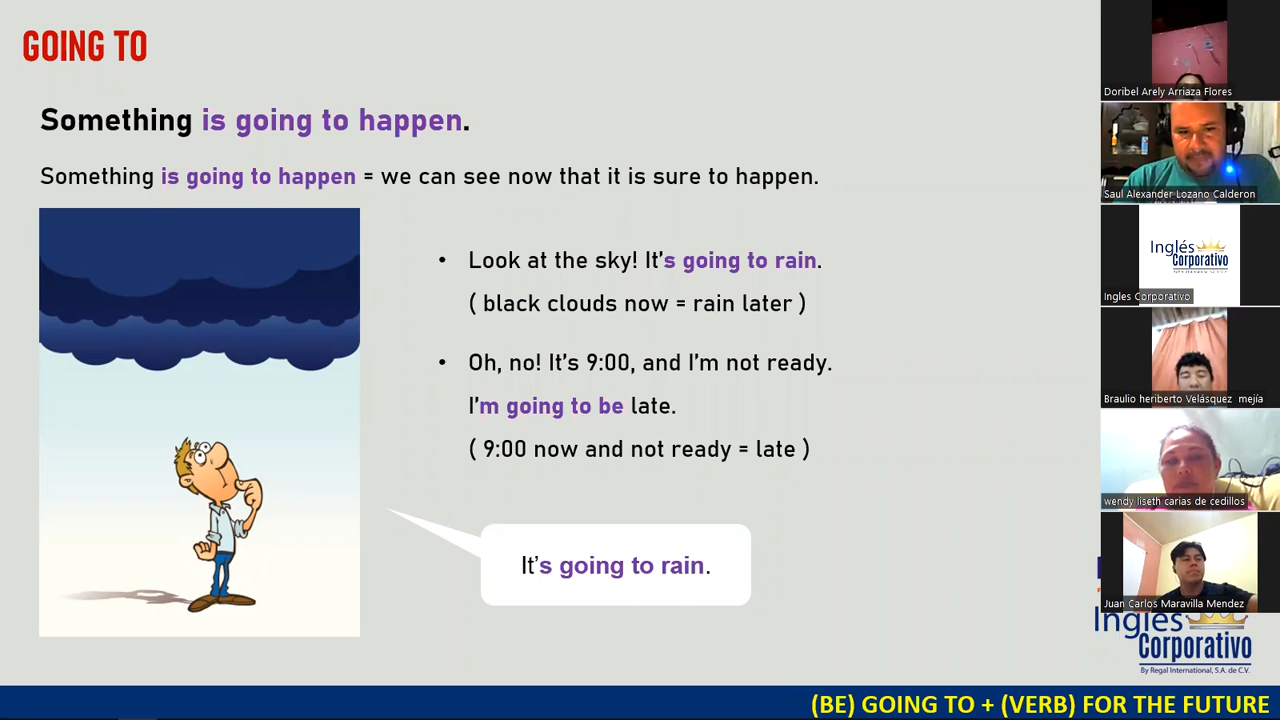 GOING TO
Something is going to happen.
Something is going to happen = we can see now that it is sure to happen.
• Look at the sky! It's going to rain.
( black clouds now = rain later )
• Oh, no! It's 9:00, and I'm not ready.
I'm going to be late.
( 9:00 now and not ready = late )
It's going to rain.
(BE) GOING TO + (VERB) FOR THE FUTURE
Doribel Arely Arriaza Flores
Saul Alexander Lozano Calderon
Inglés
Corporativo
Ingles Corporativo
Braulio heriberto Velásquez mejía
wendy liseth carias de cedillos
Juan Carlos Maravilla Mendez
Inglés
Corporativo
By Regal International, S.A. de C.V.